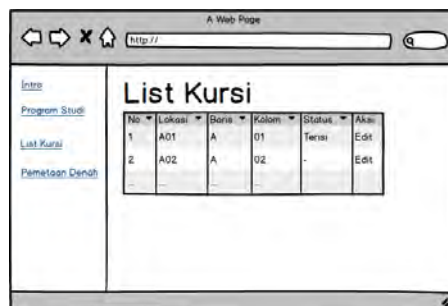 A Web Page
http://
Intro
Program Studi
List Kursi
Pemetaan Denah
List Kursi
No Lokasi Baris Kolom Status Aksi
1 A01 A 01 Terisi Edit
2 A02 A 02 - Edit
... ... ... ...